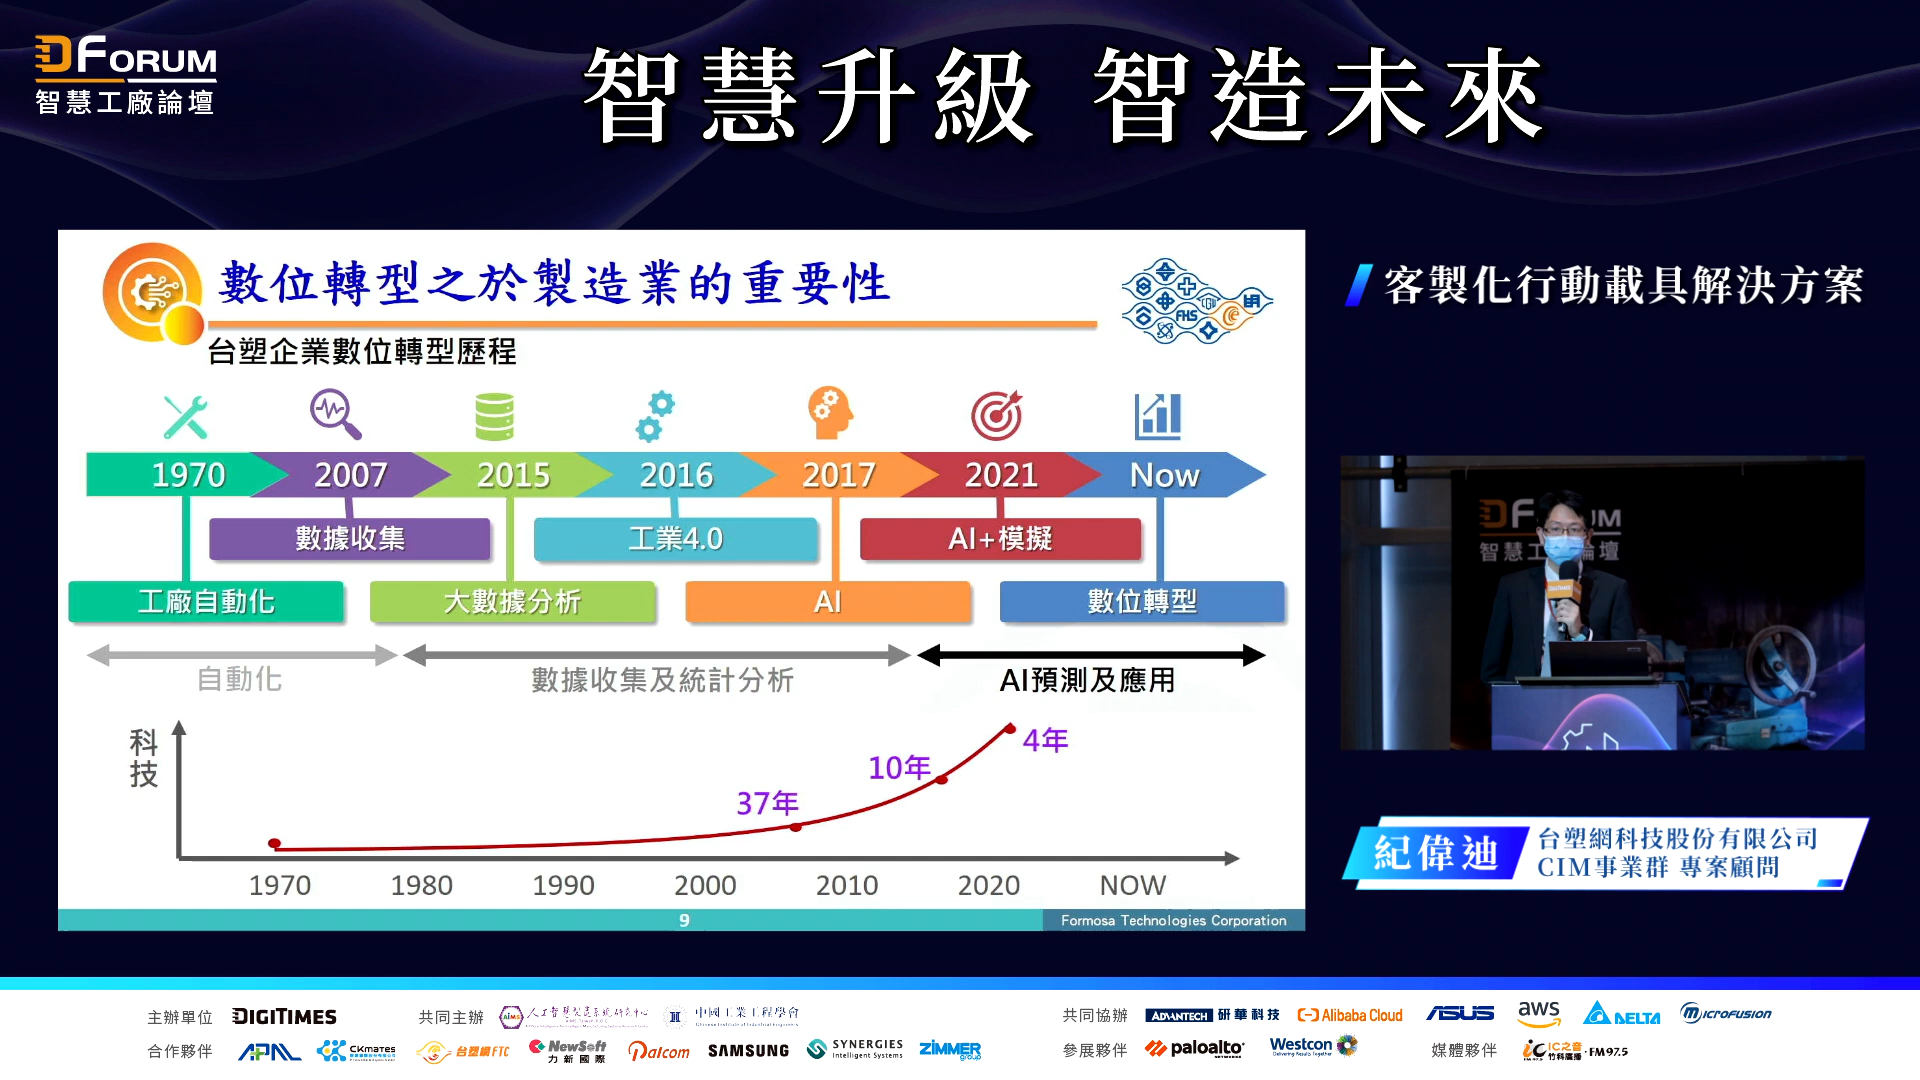 DFORUM
智慧工廠論壇
智慧升級 智造未來
數位轉型之於製造業的重要性
台塑企業數位轉型歷程
FHS
1970 2007 2015 2016 2017 2021 Now
數據收集 工業4.0 AI+模擬
工廠自動化 大數據分析 AI 數位轉型
自動化 數據收集及統計分析 AI預測及應用
科技
37年 10年 4年
1970 1980 1990 2000 2010 2020 NOW
9
Formosa Technologies Corporation
客製化行動載具解決方案
紀偉迪
台塑網科技股份有限公司
CIM事業群 專案顧問
主辦單位 DIGITIMES 共同主辦 AIMS 人工智慧製造系統研究中心 中國工業工程學會
共同協辦 ADVANTECH 研華科技 Alibaba Cloud ASUS aws DELTA MICROFUSION
合作夥伴 APAL CKmates 台塑網FTC NewSoft 力新國際 Patcom SAMSUNG SYNERGIES Intelligent Systems ZIMMER group
參展夥伴 paloalto NETWORKS Westcon 媒體夥伴 IC之音 竹科廣播·FM97.5